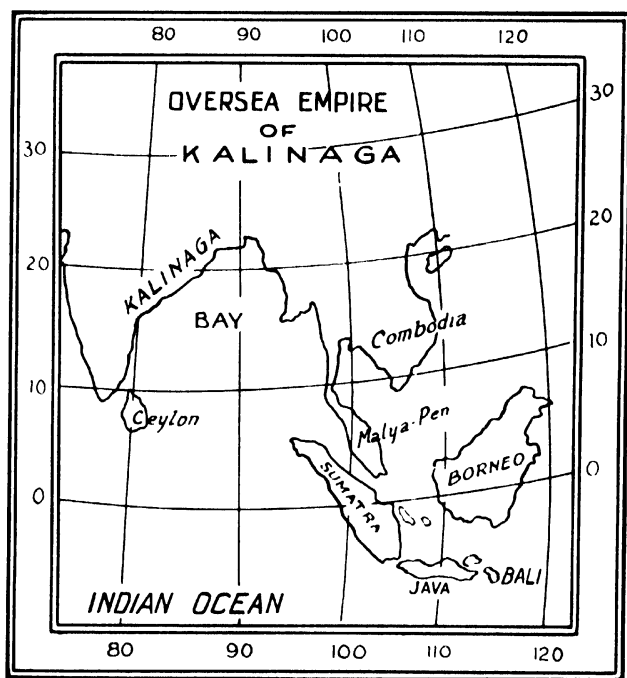 80 90 100 110 120
OVERSEA EMPIRE
OF
KALINAGA
30 30
20 20
KALINAGA
BAY
Combodia
10 10
Ceylon
Malya-Pen
BORNEO
0 0
SUMATRA
JAVA
BALI
INDIAN OCEAN
80 90 100 110 120